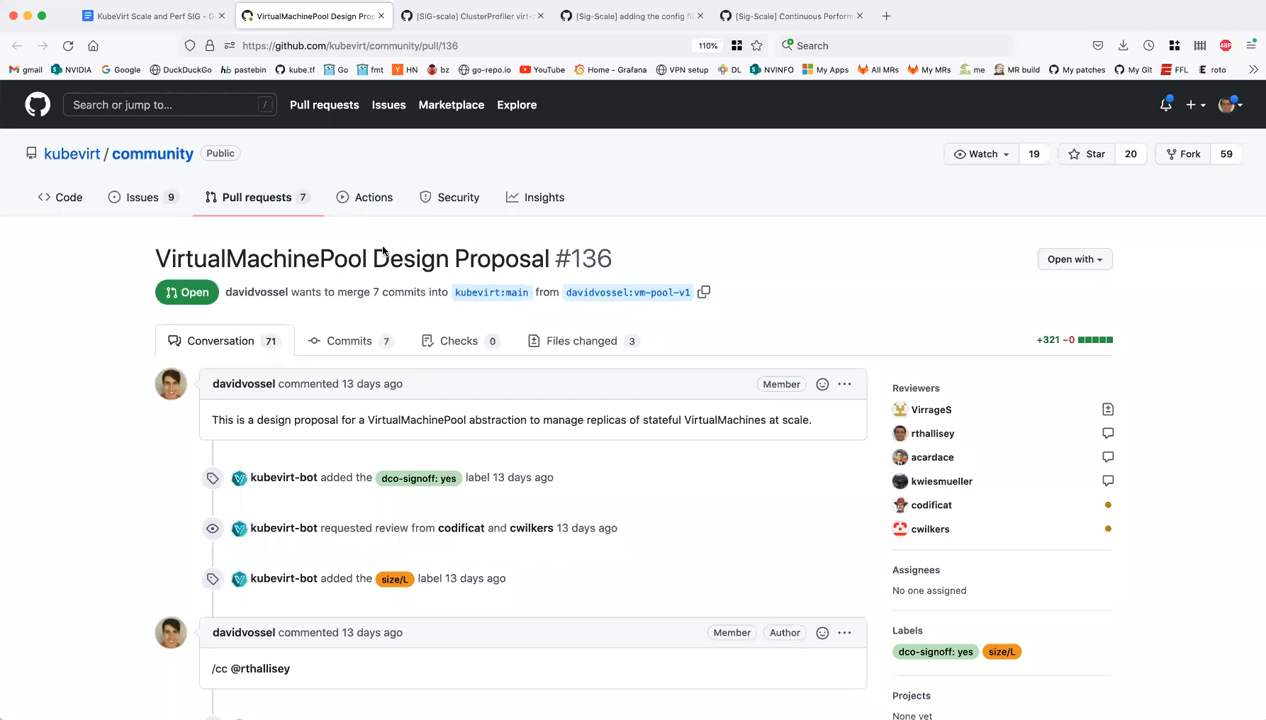 KubeVirt Scale and Perf SIG - G
VirtualMachinePool Design Prop
[SIG-scale] ClusterProfiler virt-
[Sig-Scale] adding the config fi
[Sig-Scale] Continuous Perform
https://github.com/kubevirt/community/pull/136
110%
Search
gmail
NVIDIA
Google
DuckDuckGo
pastebin
kube.tf
Go
fmt
HN
bz
go-repo.io
YouTube
Home - Grafana
VPN setup
DL
NVINFO
My Apps
All MRs
My MRs
me
MR build
My patches
My Git
FFL
roto
Search or jump to...
/
Pull requests
Issues
Marketplace
Explore
kubevirt / community
Public
Watch
19
Star
20
Fork
59
Code
Issues 9
Pull requests 7
Actions
Security
Insights
VirtualMachinePool Design Proposal #136
Open with
Open
davidvossel wants to merge 7 commits into kubevirt:main from davidvossel:vm-pool-v1
Conversation 71
Commits 7
Checks 0
Files changed 3
+321 −0
davidvossel commented 13 days ago
Member
This is a design proposal for a VirtualMachinePool abstraction to manage replicas of stateful VirtualMachines at scale.
kubevirt-bot added the dco-signoff: yes label 13 days ago
kubevirt-bot requested review from codificat and cwilkers 13 days ago
kubevirt-bot added the size/L label 13 days ago
davidvossel commented 13 days ago
Member
Author
/cc @rthallisey
Reviewers
VirrageS
rthallisey
acardace
kwiesmueller
codificat
cwilkers
Assignees
No one assigned
Labels
dco-signoff: yes
size/L
Projects
None yet